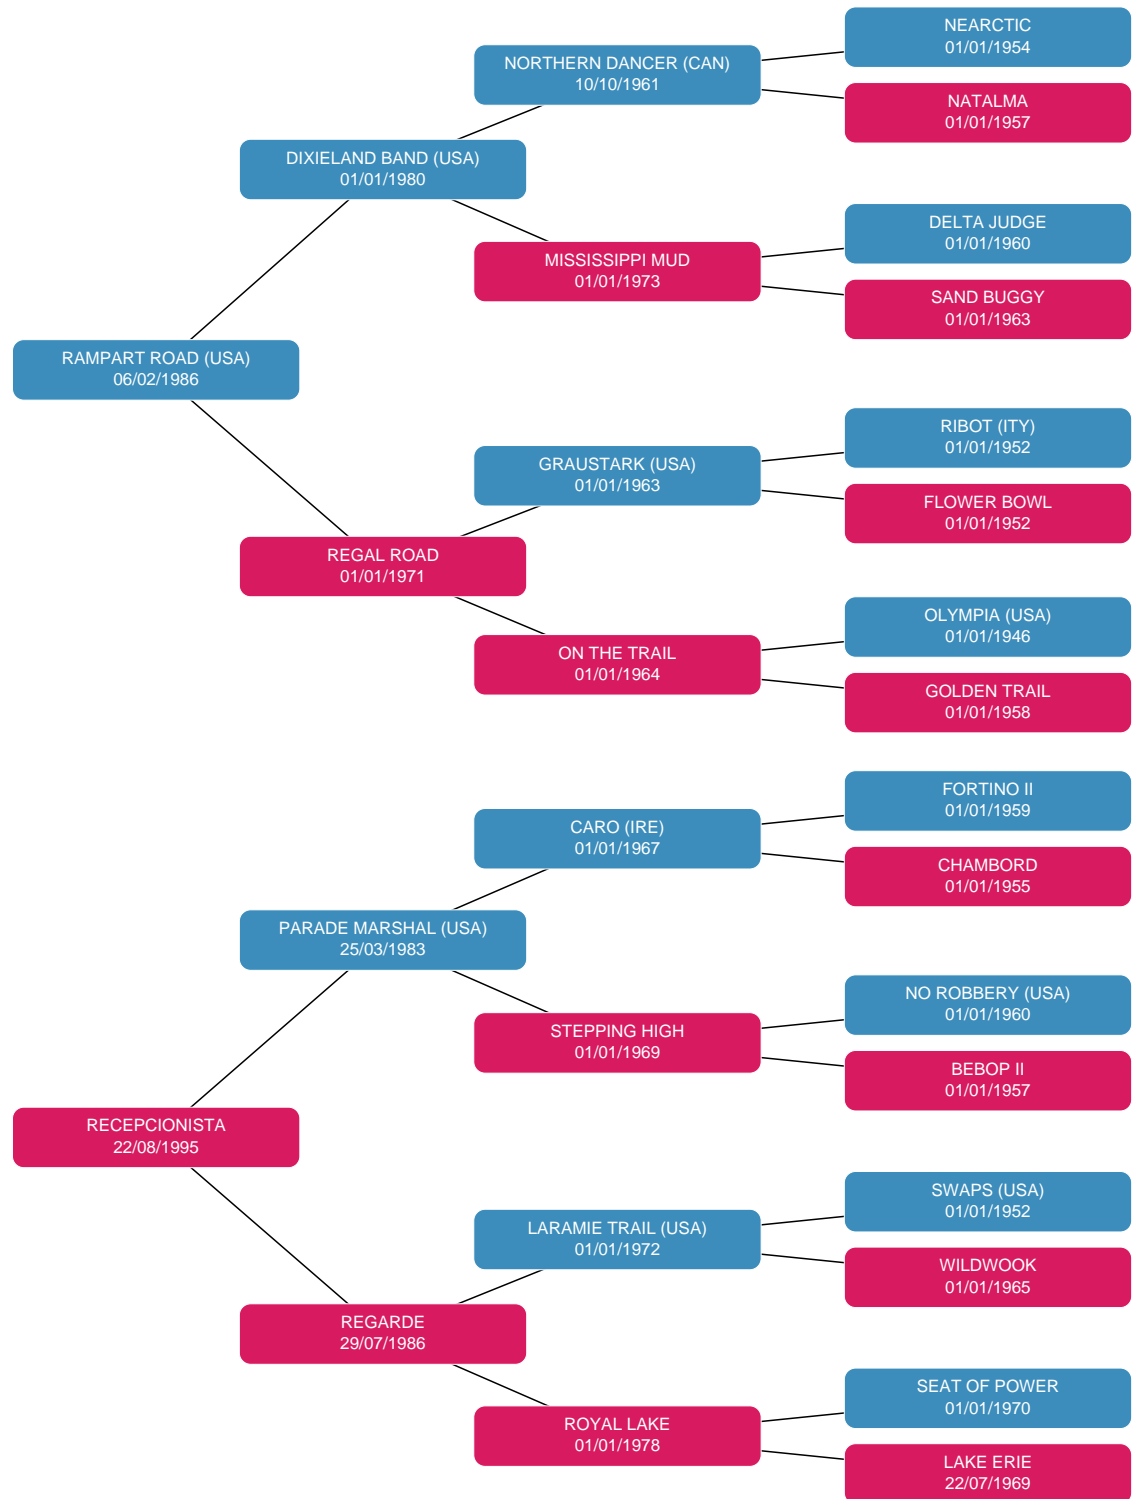 NEARCTIC
01/01/1954
NORTHERN DANCER (CAN)
10/10/1961
NATALMA
01/01/1957
DIXIELAND BAND (USA)
01/01/1980
DELTA JUDGE
01/01/1960
MISSISSIPPI MUD
01/01/1973
SAND BUGGY
01/01/1963
RAMPART ROAD (USA)
06/02/1986
RIBOT (ITY)
01/01/1952
GRAUSTARK (USA)
01/01/1963
FLOWER BOWL
01/01/1952
REGAL ROAD
01/01/1971
OLYMPIA (USA)
01/01/1946
ON THE TRAIL
01/01/1964
GOLDEN TRAIL
01/01/1958
FORTINO II
01/01/1959
CARO (IRE)
01/01/1967
CHAMBORD
01/01/1955
PARADE MARSHAL (USA)
25/03/1983
NO ROBBERY (USA)
01/01/1960
STEPPING HIGH
01/01/1969
BEBOP II
01/01/1957
RECEPCIONISTA
22/08/1995
SWAPS (USA)
01/01/1952
LARAMIE TRAIL (USA)
01/01/1972
WILDWOOK
01/01/1965
REGARDE
29/07/1986
SEAT OF POWER
01/01/1970
ROYAL LAKE
01/01/1978
LAKE ERIE
22/07/1969